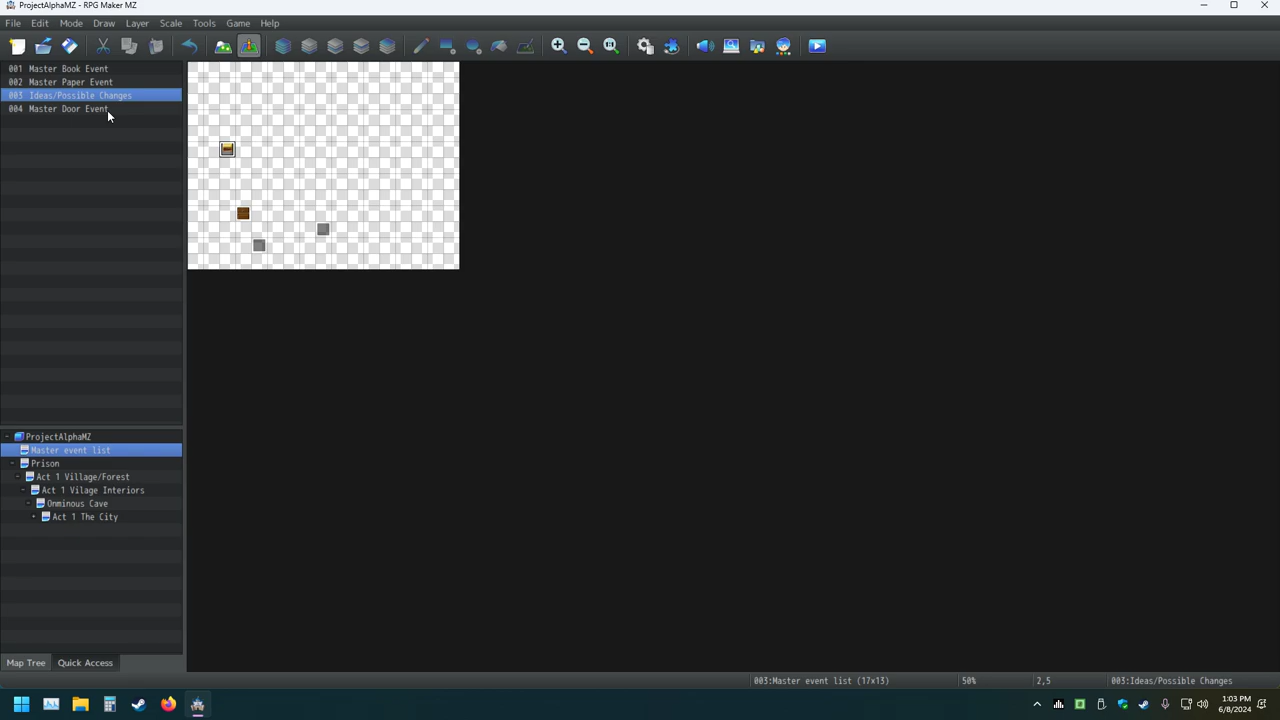 ProjectAlphaMZ - RPG Maker MZ
File Edit Mode Draw Layer Scale Tools Game Help
001 Master Book Event
002 Master Paper Event
003 Ideas/Possible Changes
004 Master Door Event
ProjectAlphaMZ
Master event list
Prison
Act 1 Village/Forest
Act 1 Vilage Interiors
Onminous Cave
Act 1 The City
Map Tree Quick Access
003:Master event list (17x13) 50% 2,5 003:Ideas/Possible Changes
1:03 PM
6/8/2024